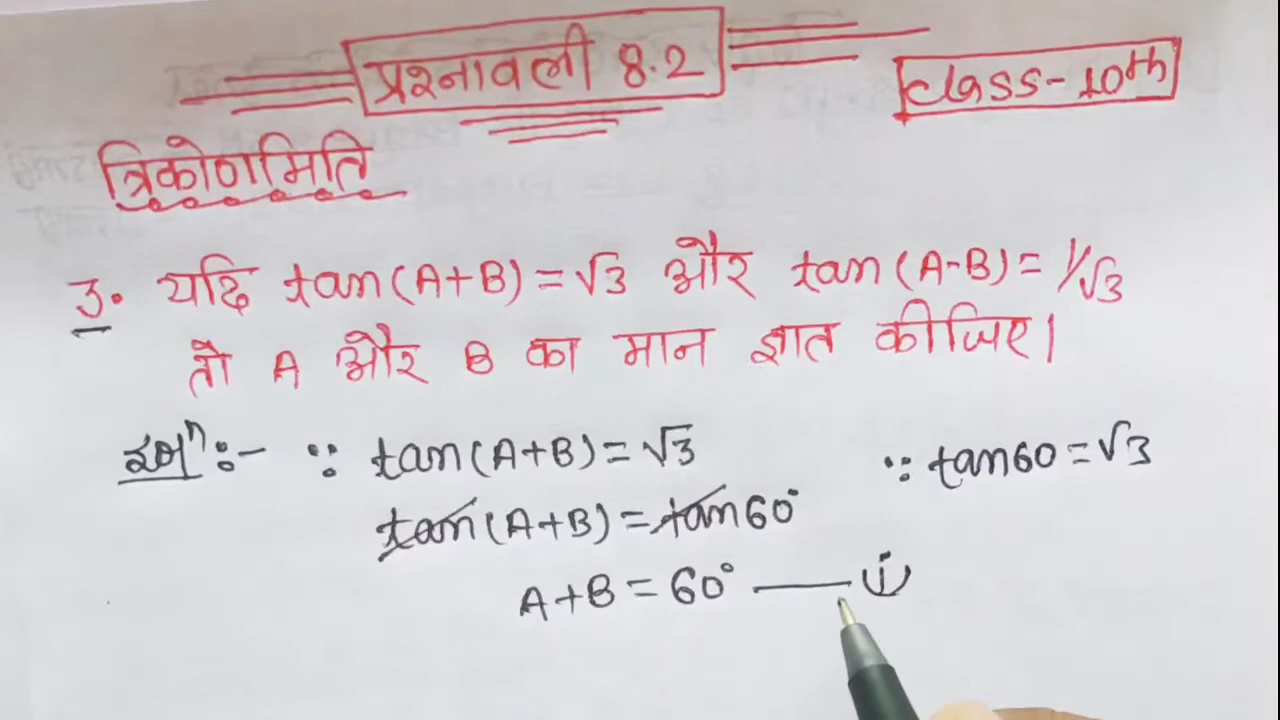 प्रश्नावली 8.2
class-10th
त्रिकोणमिति
3. यदि tan(A+B)=√3 और tan(A-B)=1/√3
तो A और B का मान ज्ञात कीजिए।
हलⁿ:- ∵ tan(A+B)=√3 ∵ tan60=√3
tan(A+B)=tan60°
A+B=60° — (i)